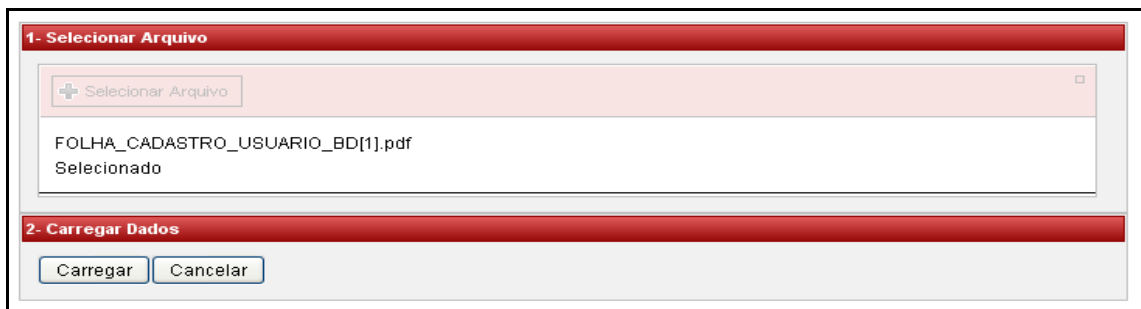 1- Selecionar Arquivo
Selecionar Arquivo
FOLHA_CADASTRO_USUARIO_BD[1].pdf
Selecionado
2- Carregar Dados
Carregar Cancelar